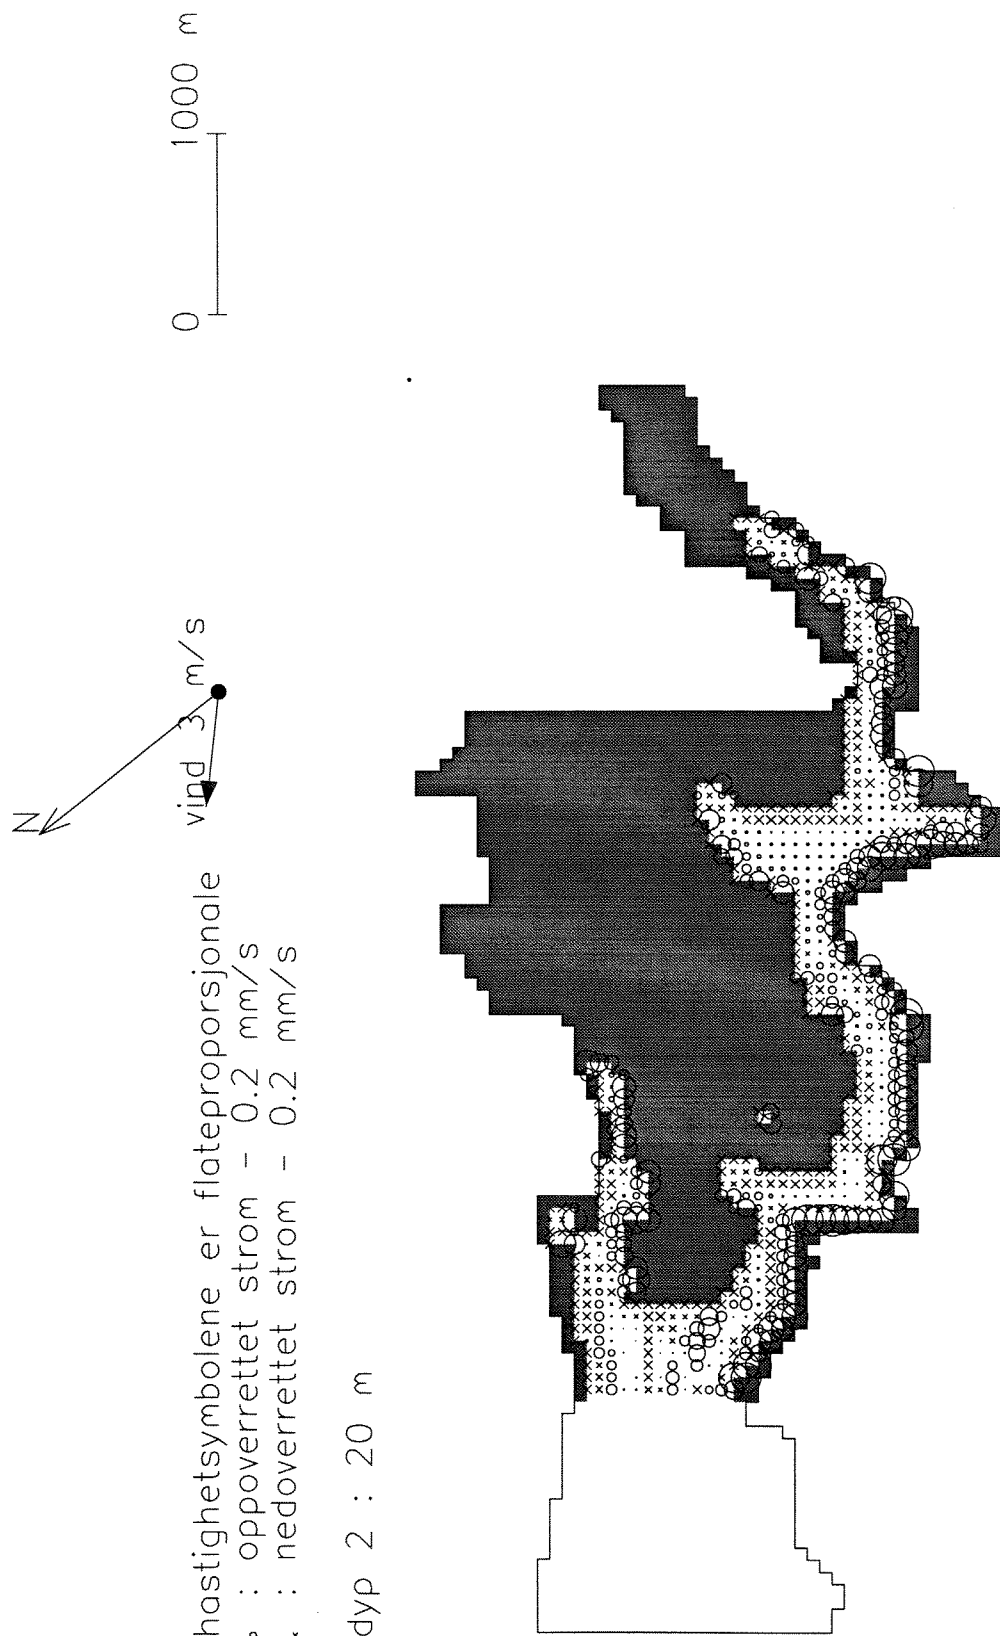 hastighetsymbolene er flateproporsjonale
o : oppoverrettet strom - 0.2 mm/s
x : nedoverrettet strom - 0.2 mm/s
dyp 2 : 20 m
vind 3 m/s
N
0 1000 m